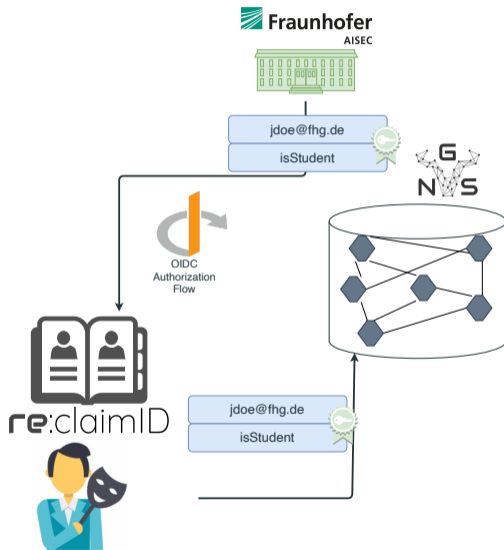 Fraunhofer
AISEC
jdoe@fhg.de
isStudent
G
N S
OIDC
Authorization
Flow
re:claimID
jdoe@fhg.de
isStudent